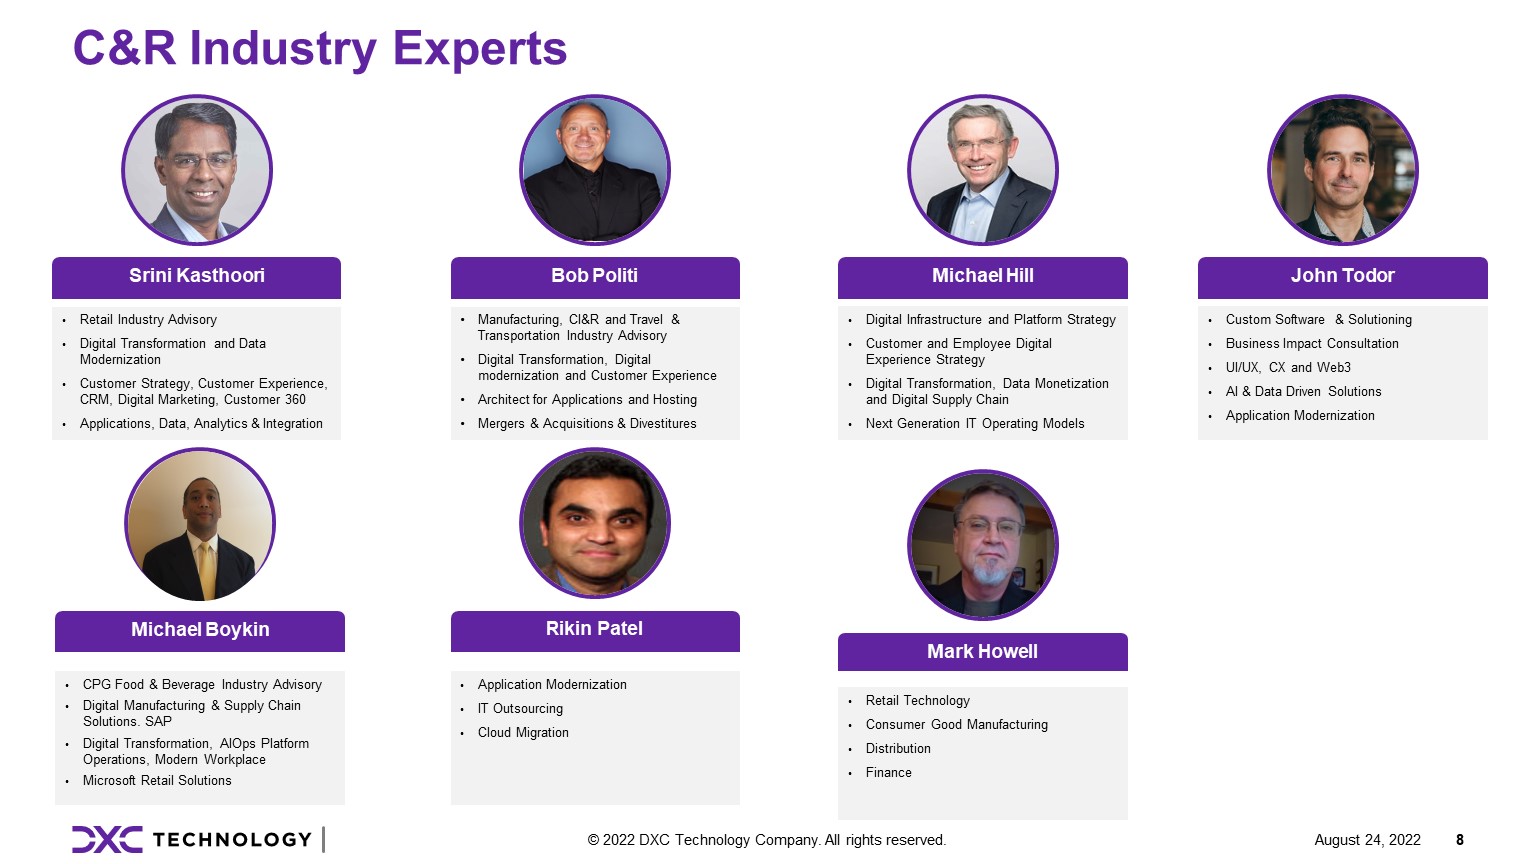 C&R Industry Experts
Srini Kasthoori
• Retail Industry Advisory
• Digital Transformation and Data
Modernization
• Customer Strategy, Customer Experience,
CRM, Digital Marketing, Customer 360
• Applications, Data, Analytics & Integration
Bob Politi
• Manufacturing, CI&R and Travel &
Transportation Industry Advisory
• Digital Transformation, Digital
modernization and Customer Experience
• Architect for Applications and Hosting
• Mergers & Acquisitions & Divestitures
Michael Hill
• Digital Infrastructure and Platform Strategy
• Customer and Employee Digital
Experience Strategy
• Digital Transformation, Data Monetization
and Digital Supply Chain
• Next Generation IT Operating Models
John Todor
• Custom Software & Solutioning
• Business Impact Consultation
• UI/UX, CX and Web3
• AI & Data Driven Solutions
• Application Modernization
Michael Boykin
• CPG Food & Beverage Industry Advisory
• Digital Manufacturing & Supply Chain
Solutions. SAP
• Digital Transformation, AIOps Platform
Operations, Modern Workplace
• Microsoft Retail Solutions
Rikin Patel
• Application Modernization
• IT Outsourcing
• Cloud Migration
Mark Howell
• Retail Technology
• Consumer Good Manufacturing
• Distribution
• Finance
DXC TECHNOLOGY
© 2022 DXC Technology Company. All rights reserved.
August 24, 2022 8